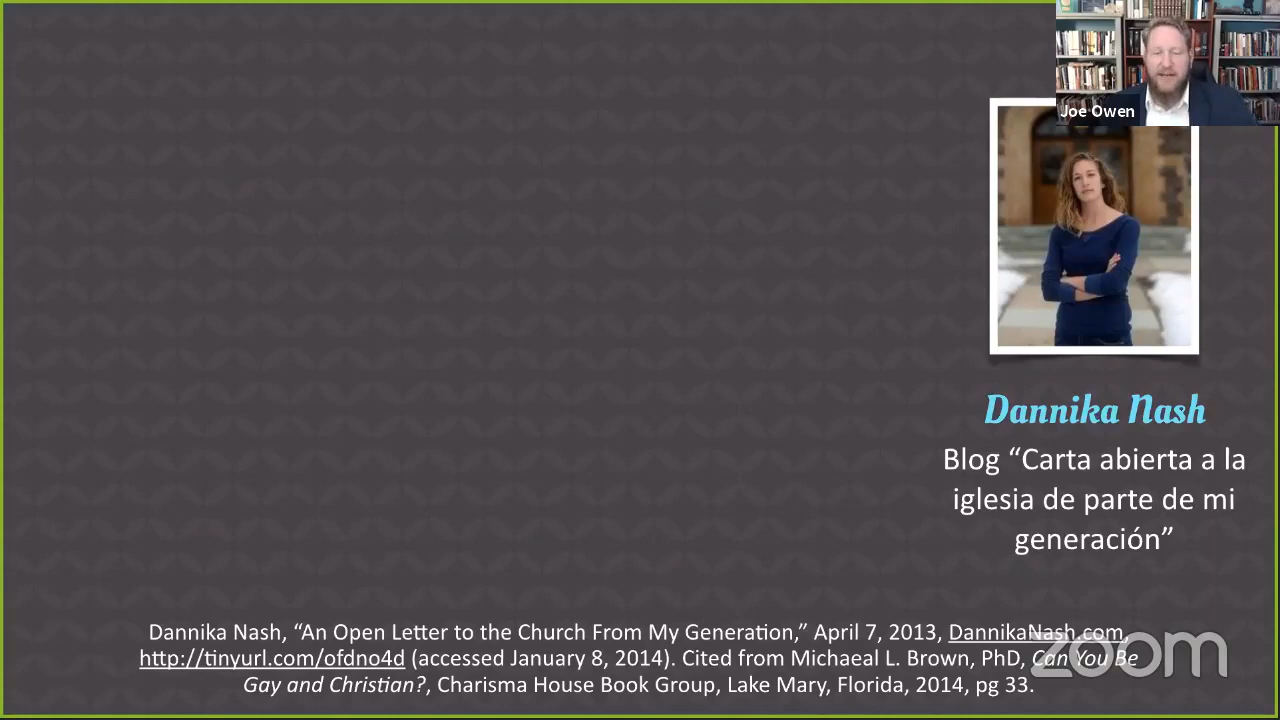 Joe Owen
Dannika Nash
Blog “Carta abierta a la
iglesia de parte de mi
generación”
Dannika Nash, “An Open Letter to the Church From My Generation,” April 7, 2013, DannikaNash.com,
http://tinyurl.com/ofdno4d (accessed January 8, 2014). Cited from Michaeal L. Brown, PhD, Can You Be
Gay and Christian?, Charisma House Book Group, Lake Mary, Florida, 2014, pg 33.
zoom